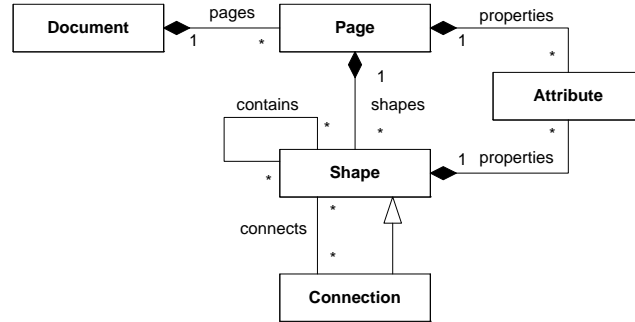 pages
properties
Document
Page
1
*
1
1
*
contains
shapes
Attribute
*
*
*
*
1
Shape
properties
*
connects
*
Connection